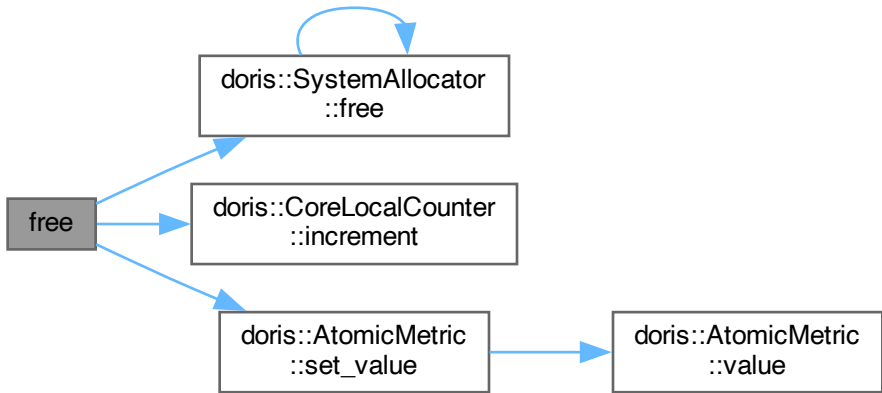 doris::SystemAllocator
::free
free
doris::CoreLocalCounter
::increment
doris::AtomicMetric
::set_value
doris::AtomicMetric
::value